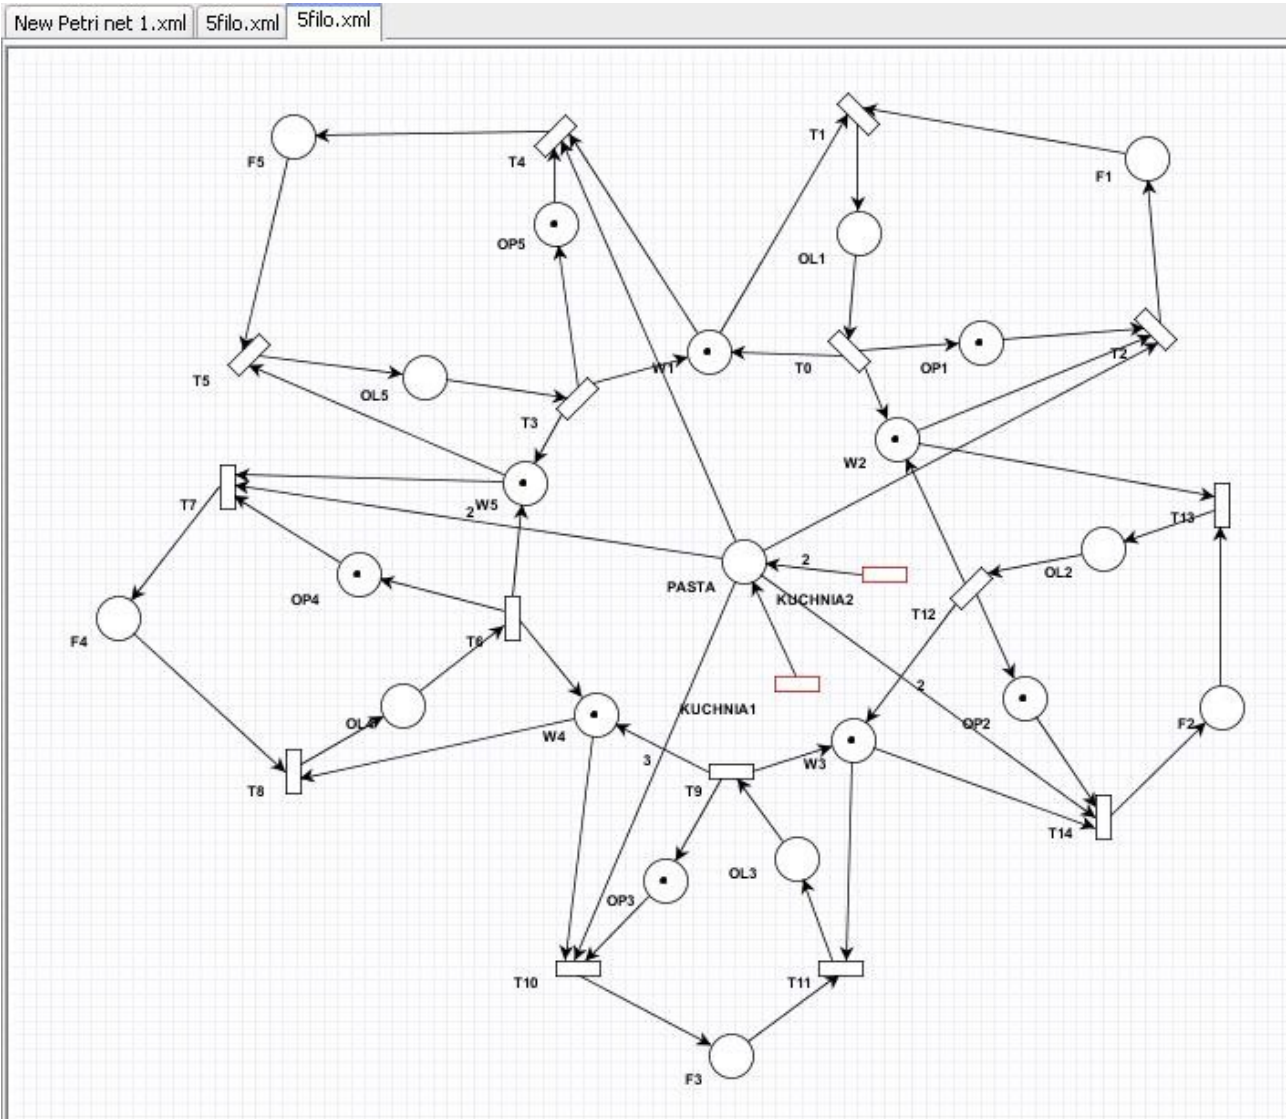 New Petri net 1.xml
5filo.xml
5filo.xml
T1
F5
T4
F1
OP5
OL1
W1
T0
OP1
T2
T5
OL5
T3
W2
T7
2
W5
T13
2
OL2
PASTA
KUCHNIA2
OP4
T12
F4
T6
2
KUCHNIA1
OL4
OP2
F2
W4
3
W3
T8
T9
T14
OL3
OP3
T10
T11
F3